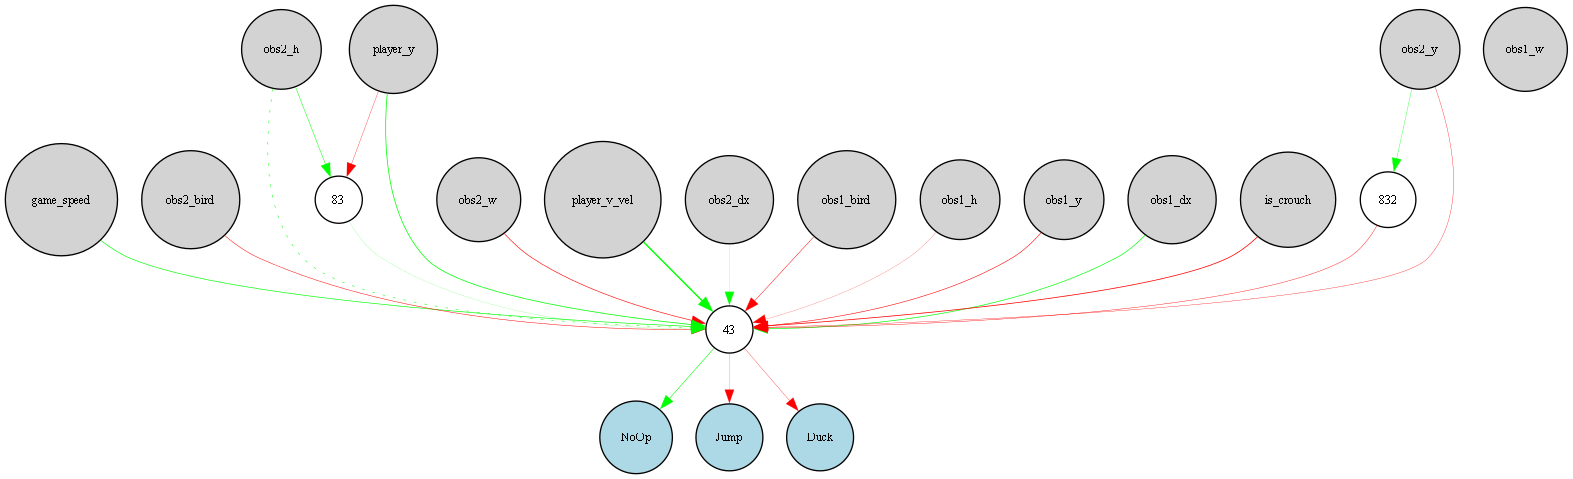 obs2_h
player_y
obs2_y
obs1_w
game_speed
obs2_bird
83
obs2_w
player_v_vel
obs2_dx
obs1_bird
obs1_h
obs1_y
obs1_dx
is_crouch
832
43
NoOp
Jump
Duck